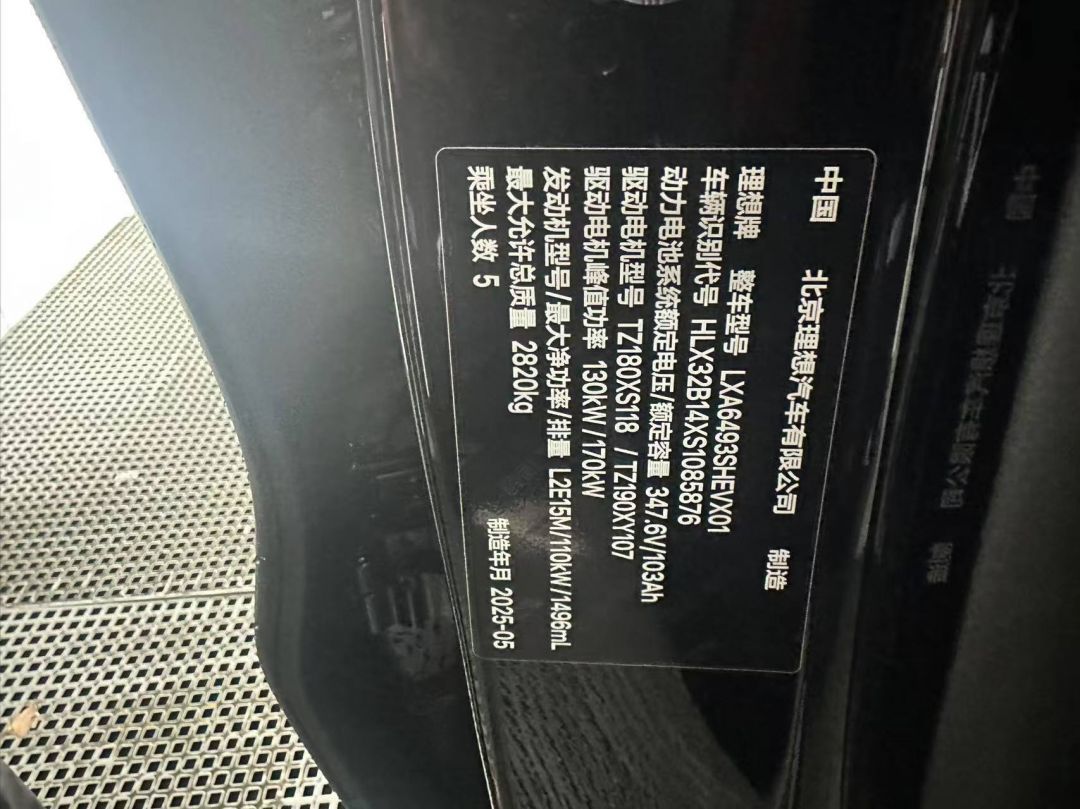 中国 北京理想汽车有限公司 制造
理想牌 整车型号 LXA6493SHEVX01
车辆识别代号 HLX32B14XS1085876
动力电池系统额定电压/额定容量 347.6V/103Ah
驱动电机型号 TZ180XS118 /TZ190XY107
驱动电机峰值功率 130kW/170kW
发动机型号/最大净功率/排量 L2E15M/110kW/1496mL
最大允许总质量 2820kg
乘坐人数 5 制造年月 2025-05